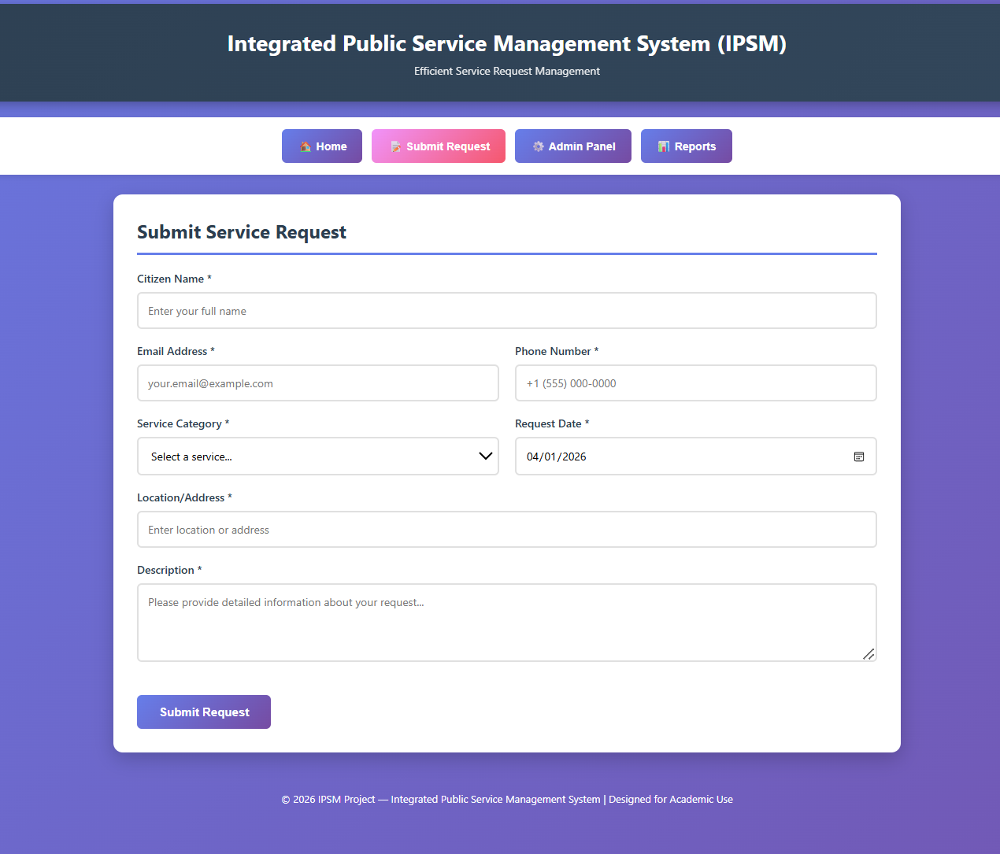 Integrated Public Service Management System (IPSM)
Efficient Service Request Management
Home
Submit Request
Admin Panel
Reports
Submit Service Request
Citizen Name *
Enter your full name
Email Address *
Phone Number *
your.email@example.com
+1 (555) 000-0000
Service Category *
Request Date *
Select a service...
04/01/2026
Location/Address *
Enter location or address
Description *
Please provide detailed information about your request...
Submit Request
© 2026 IPSM Project — Integrated Public Service Management System | Designed for Academic Use